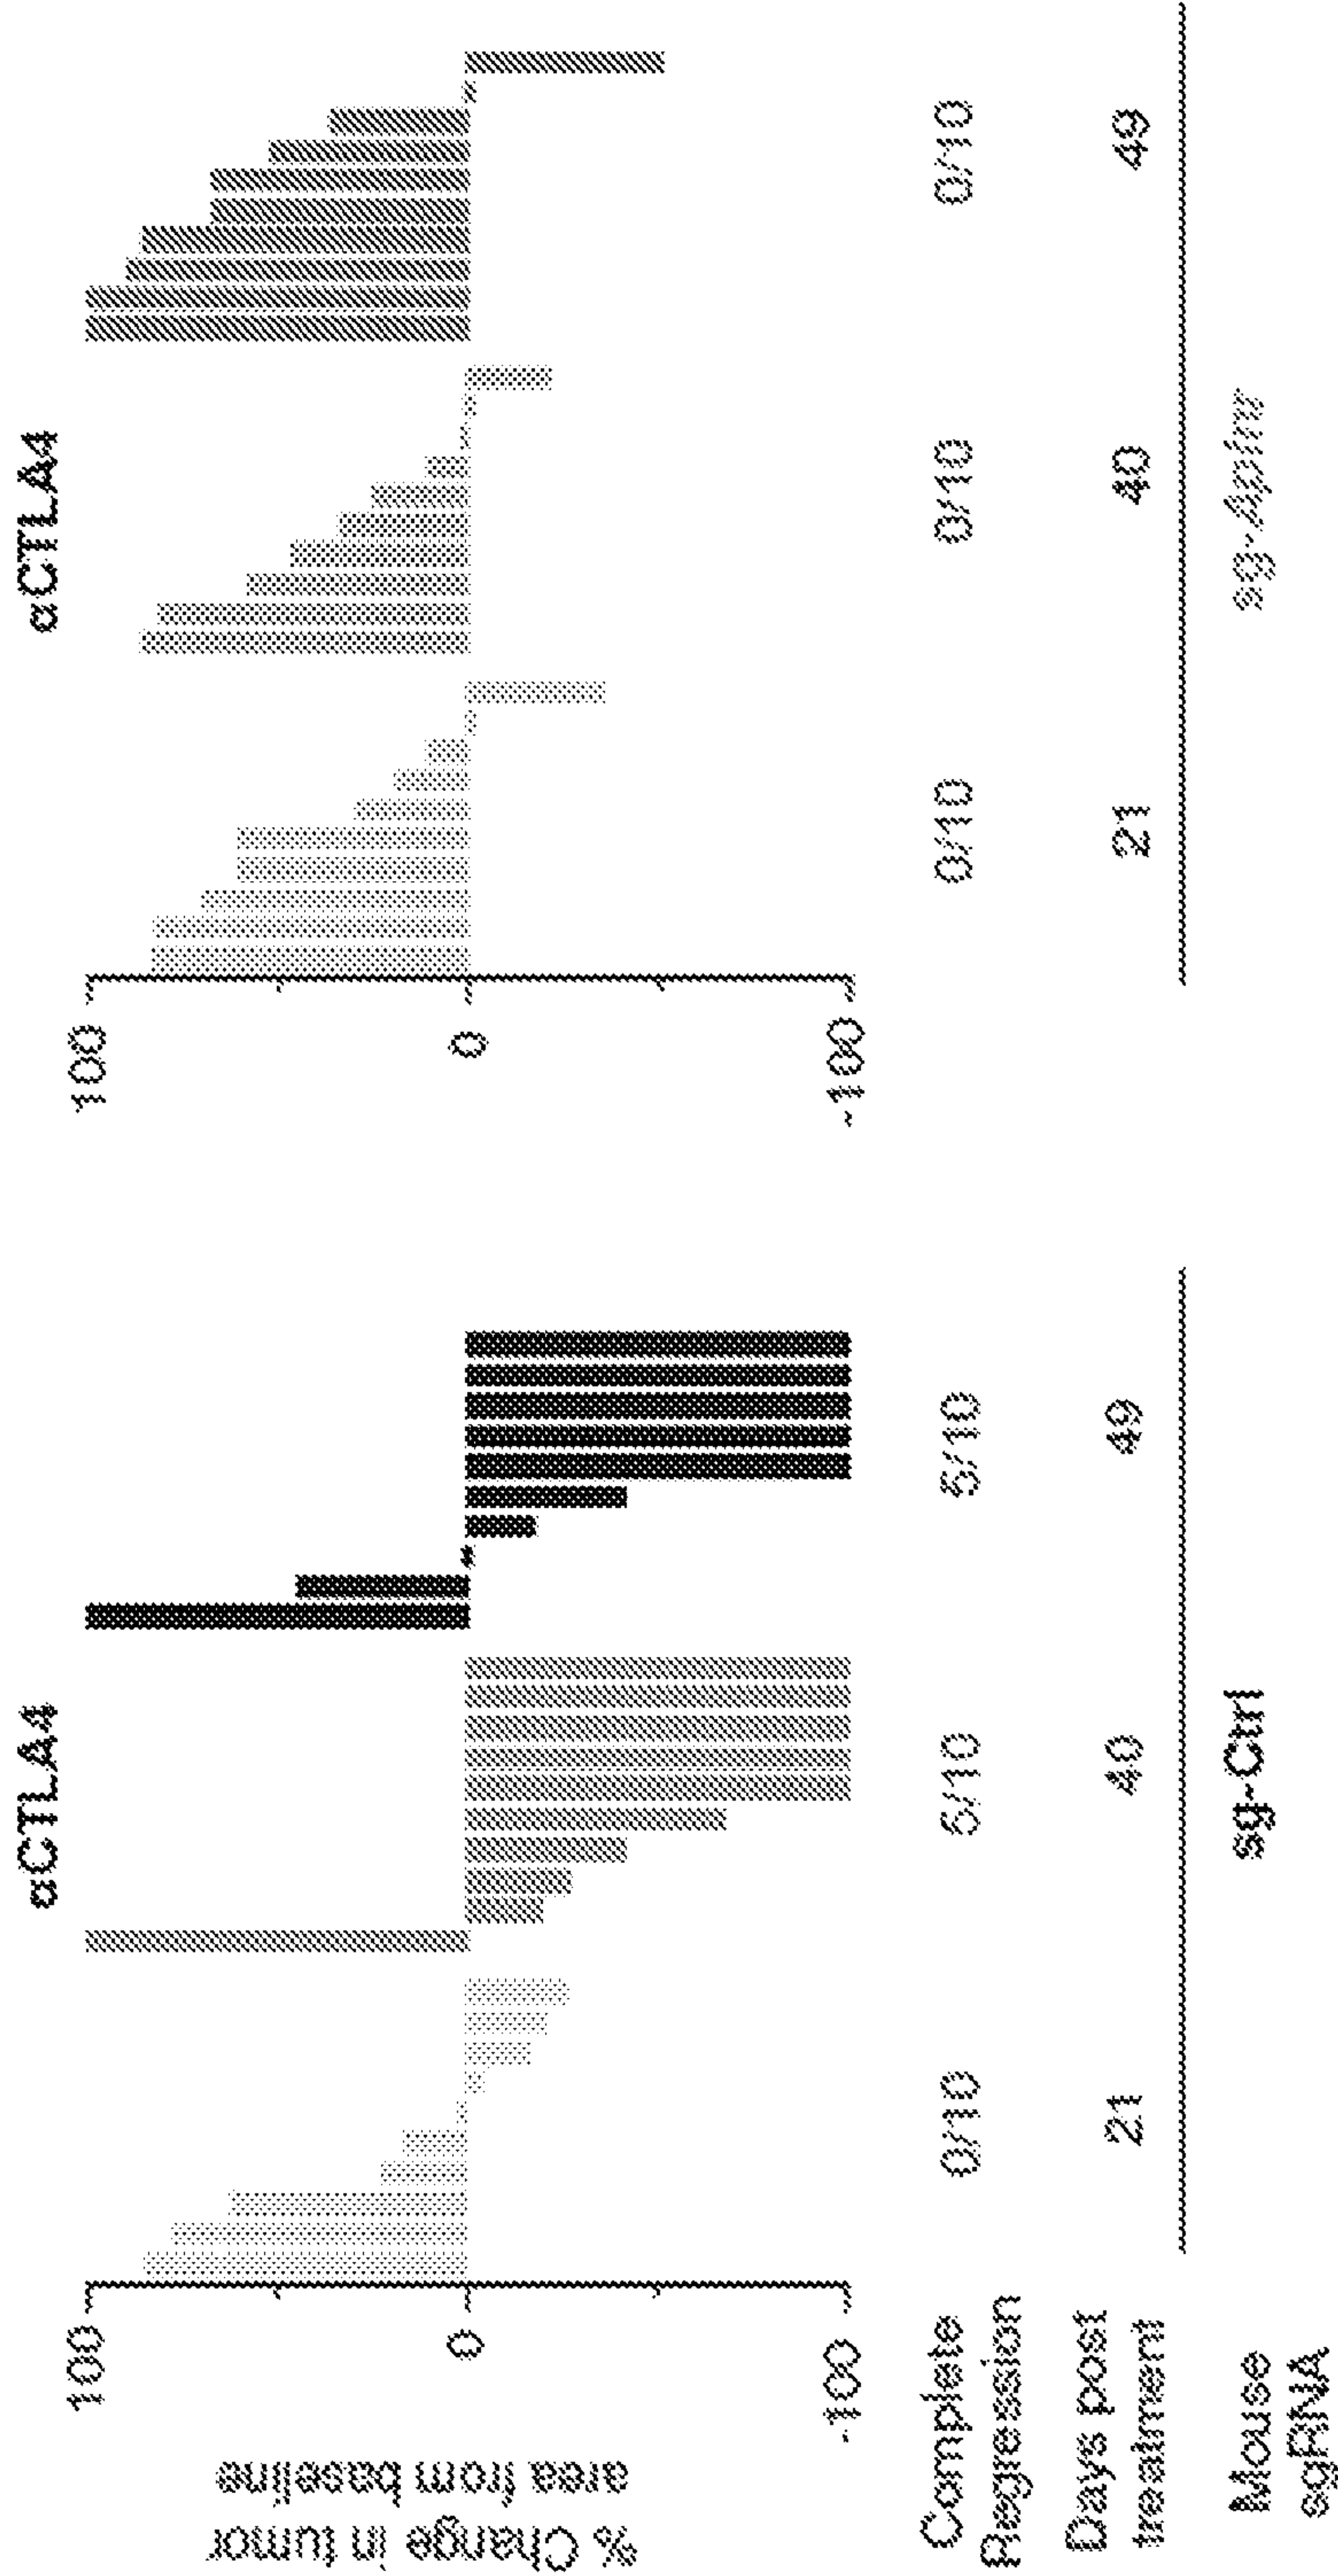 αCTLA4
αCTLA4
% Change in tumor
area from baseline
100
0
-100
100
0
-100
Complete
Regression
0/10
5/10
5/10
0/10
0/10
0/10
Days post
treatment
21
40
49
21
40
49
Mouse
sgRNA
sg-Ctrl
sg-Aplnr